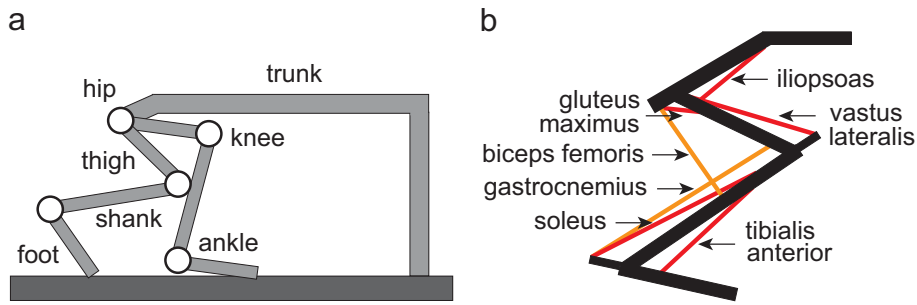 a
trunk
hip
knee
thigh
shank
foot
ankle
b
iliopsoas
gluteus
maximus
vastus
lateralis
biceps femoris
gastrocnemius
soleus
tibialis
anterior